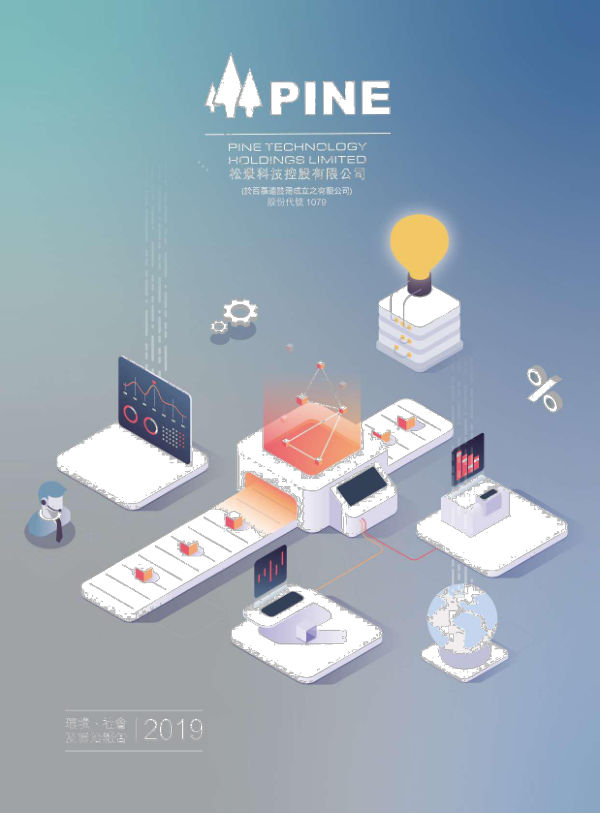 PINE
PINE TECHNOLOGY
HOLDINGS LIMITED
松景科技控股有限公司
(於百慕達註冊成立之有限公司)
股份代號 1079
環境、社會
及管治報告
2019